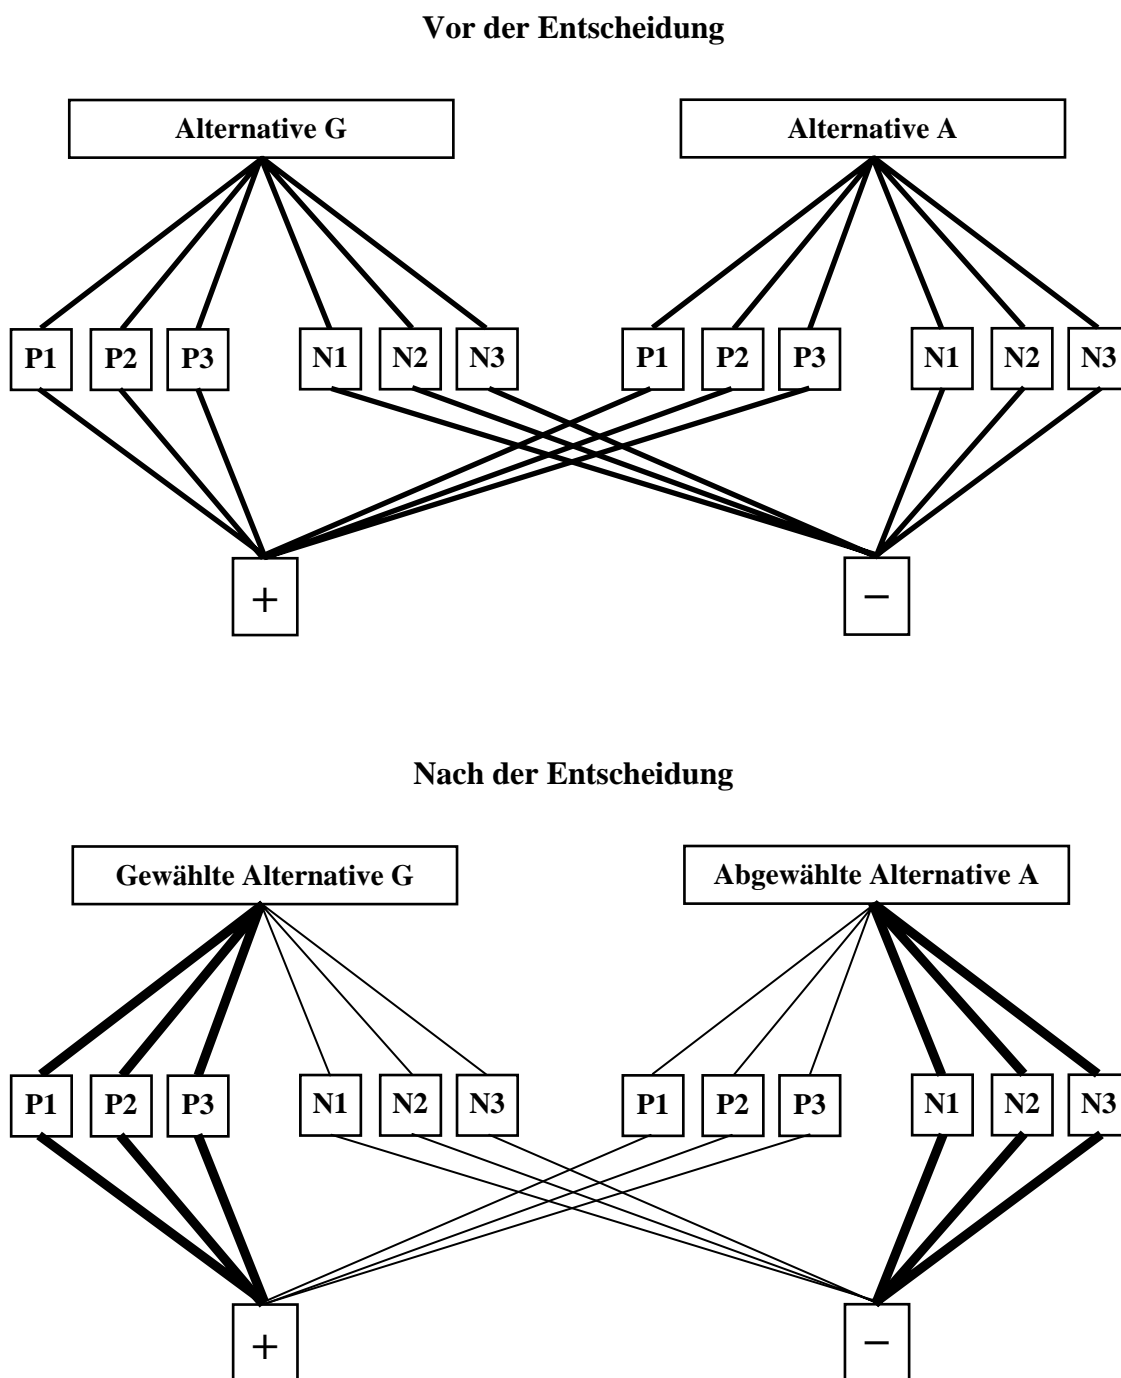 Vor der Entscheidung
Alternative G Alternative A
P1 P2 P3 N1 N2 N3 P1 P2 P3 N1 N2 N3
+ −
Nach der Entscheidung
Gewählte Alternative G Abgewählte Alternative A
P1 P2 P3 N1 N2 N3 P1 P2 P3 N1 N2 N3
+ −